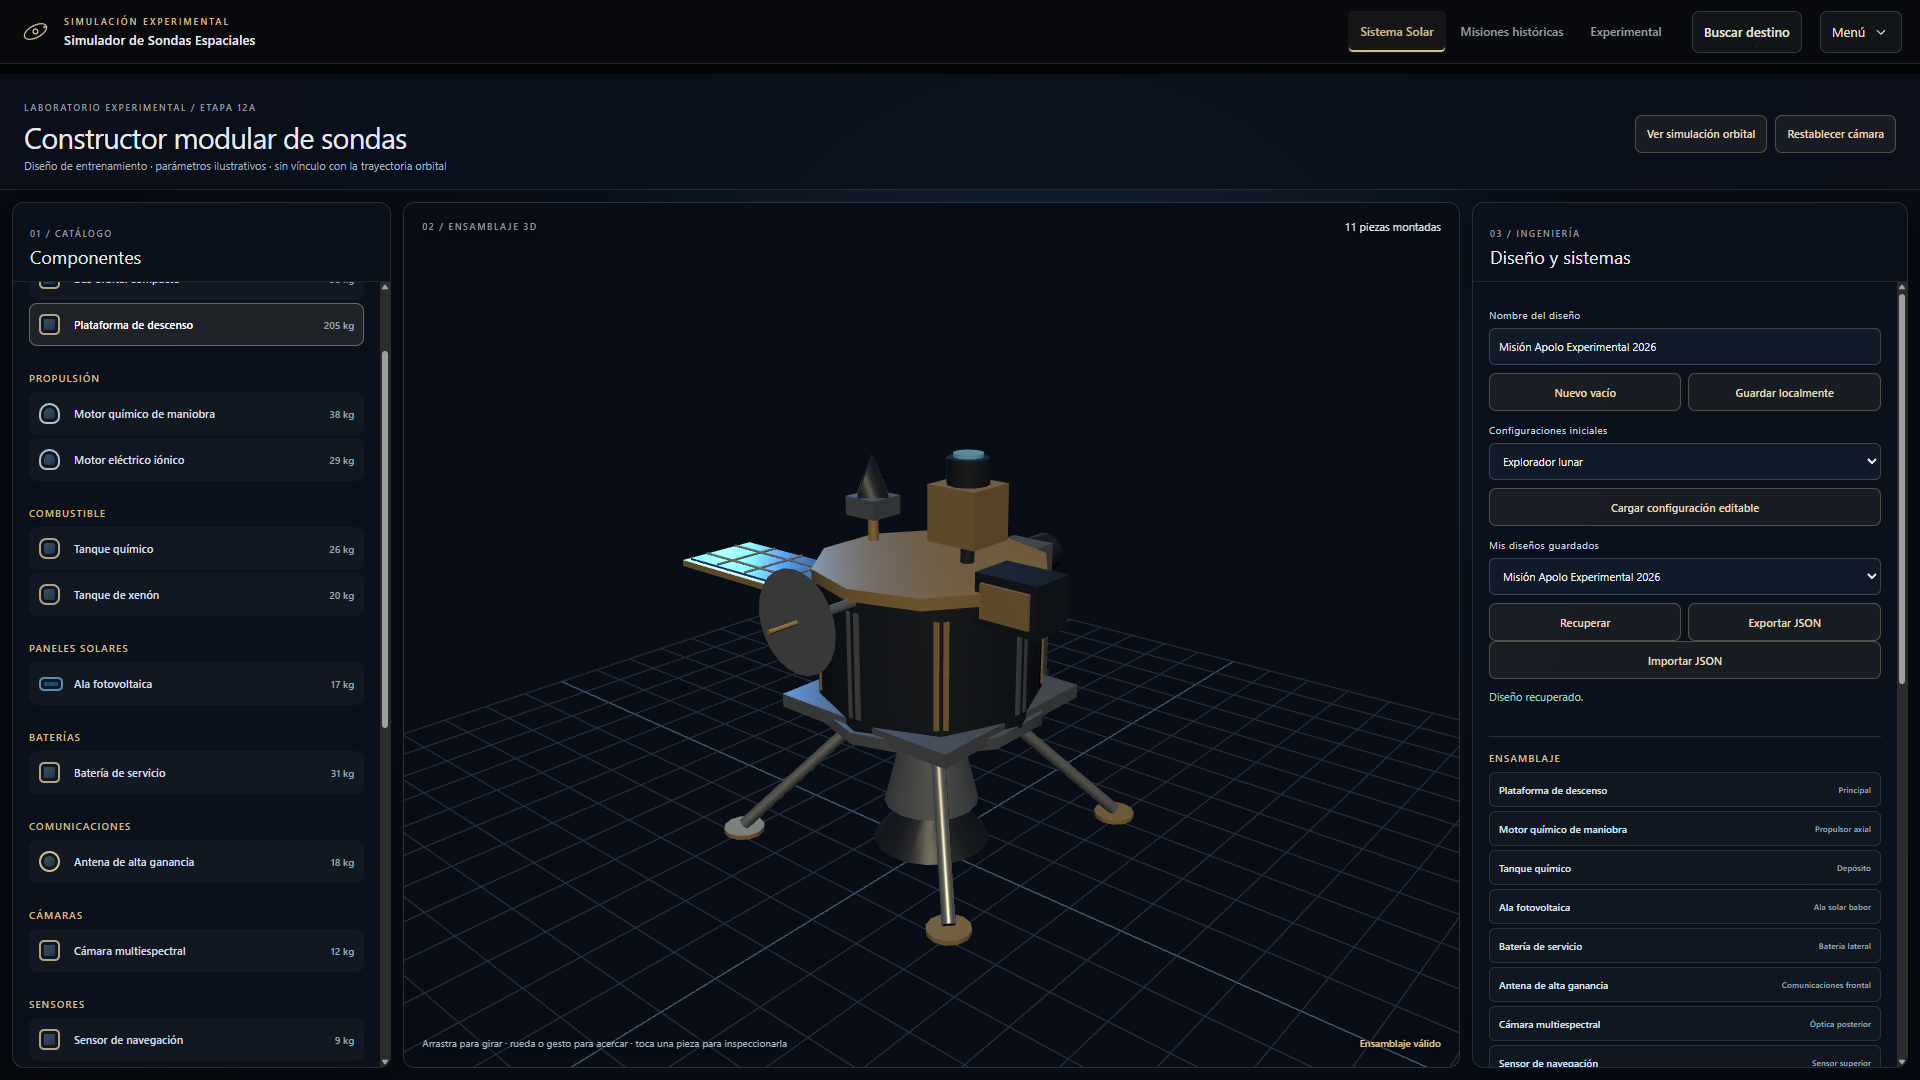 SIMULACIÓN EXPERIMENTAL
Simulador de Sondas Espaciales
Sistema Solar
Misiones históricas
Experimental
Buscar destino
Menú
LABORATORIO EXPERIMENTAL / ETAPA 12A
Constructor modular de sondas
Diseño de entrenamiento · parámetros ilustrativos · sin vínculo con la trayectoria orbital
Ver simulación orbital
Restablecer cámara
01 / CATÁLOGO
Componentes
Plataforma de descenso 205 kg
PROPULSIÓN
Motor químico de maniobra 38 kg
Motor eléctrico iónico 29 kg
COMBUSTIBLE
Tanque químico 26 kg
Tanque de xenón 20 kg
PANELES SOLARES
Ala fotovoltaica 17 kg
BATERÍAS
Batería de servicio 31 kg
COMUNICACIONES
Antena de alta ganancia 18 kg
CÁMARAS
Cámara multiespectral 12 kg
SENSORES
Sensor de navegación 9 kg
02 / ENSAMBLAJE 3D
11 piezas montadas
Arrastra para girar · rueda o gesto para acercar · toca una pieza para inspeccionarla
Ensamblaje válido
03 / INGENIERÍA
Diseño y sistemas
Nombre del diseño
Misión Apolo Experimental 2026
Nuevo vacío
Guardar localmente
Configuraciones iniciales
Explorador lunar
Cargar configuración editable
Mis diseños guardados
Misión Apolo Experimental 2026
Recuperar
Exportar JSON
Importar JSON
Diseño recuperado.
ENSAMBLAJE
Plataforma de descenso Principal
Motor químico de maniobra Propulsor axial
Tanque químico Depósito
Ala fotovoltaica Ala solar babor
Batería de servicio Batería lateral
Antena de alta ganancia Comunicaciones frontal
Cámara multiespectral Óptica posterior
Sensor de navegación Sensor superior